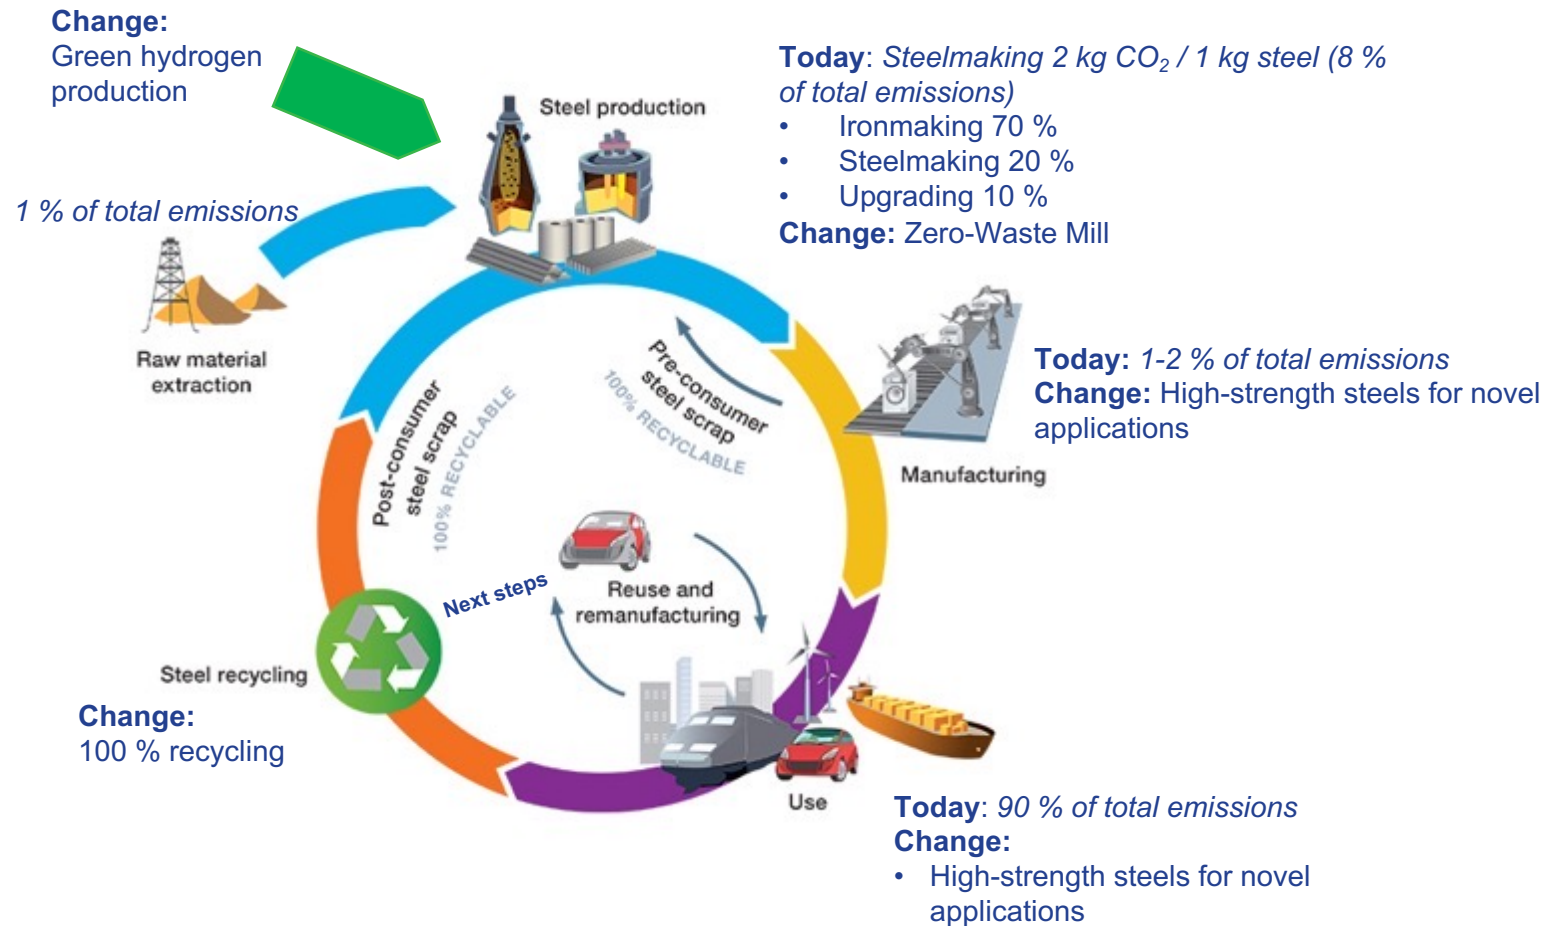 Change:
Green hydrogen
production
Today: Steelmaking 2 kg CO₂ / 1 kg steel (8 %
of total emissions)
• Ironmaking 70 %
• Steelmaking 20 %
• Upgrading 10 %
Change: Zero-Waste Mill
Steel production
1 % of total emissions
Raw material
extraction
Pre-consumer
steel scrap
100% RECYCLABLE
Post-consumer
steel scrap
100% RECYCLABLE
Today: 1-2 % of total emissions
Change: High-strength steels for novel
applications
Manufacturing
Next steps
Reuse and
remanufacturing
Steel recycling
Change:
100 % recycling
Use
Today: 90 % of total emissions
Change:
• High-strength steels for novel
applications